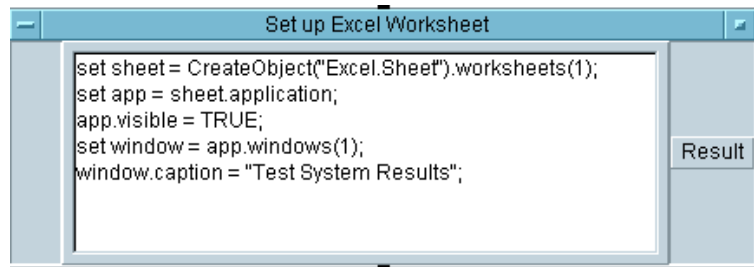 Set up Excel Worksheet
set sheet = CreateObject("Excel.Sheet").worksheets(1);
set app = sheet.application;
app.visible = TRUE;
set window = app.windows(1);
window.caption = "Test System Results";
Result